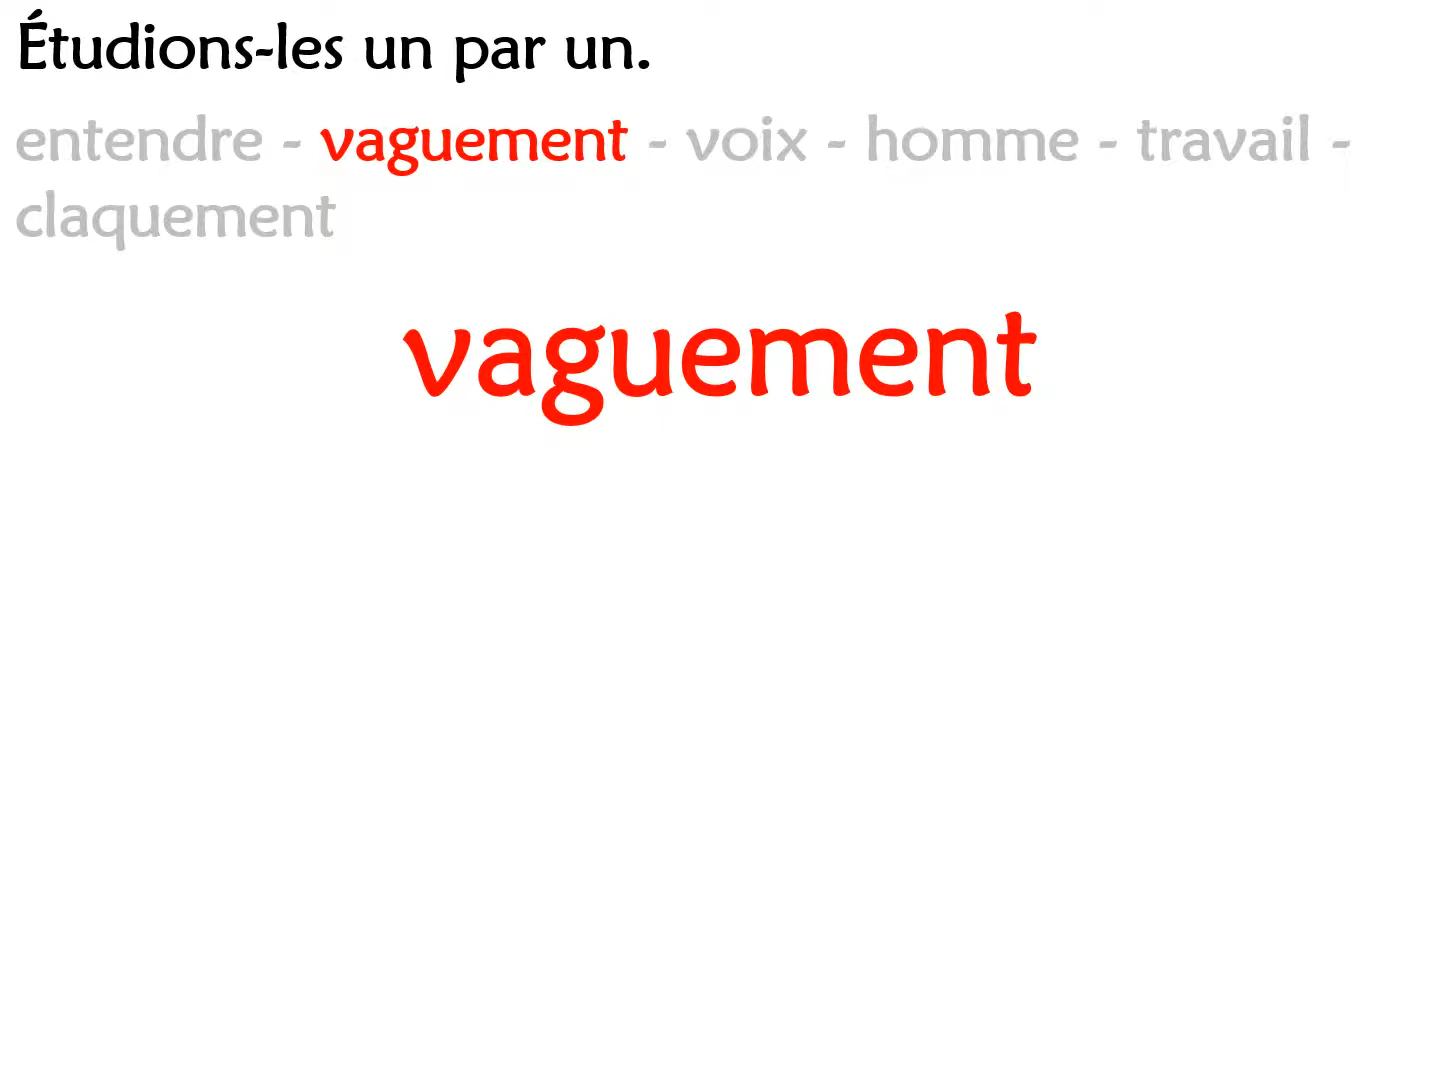 Étudions-les un par un.
entendre - vaguement - voix - homme - travail -
claquement
vaguement